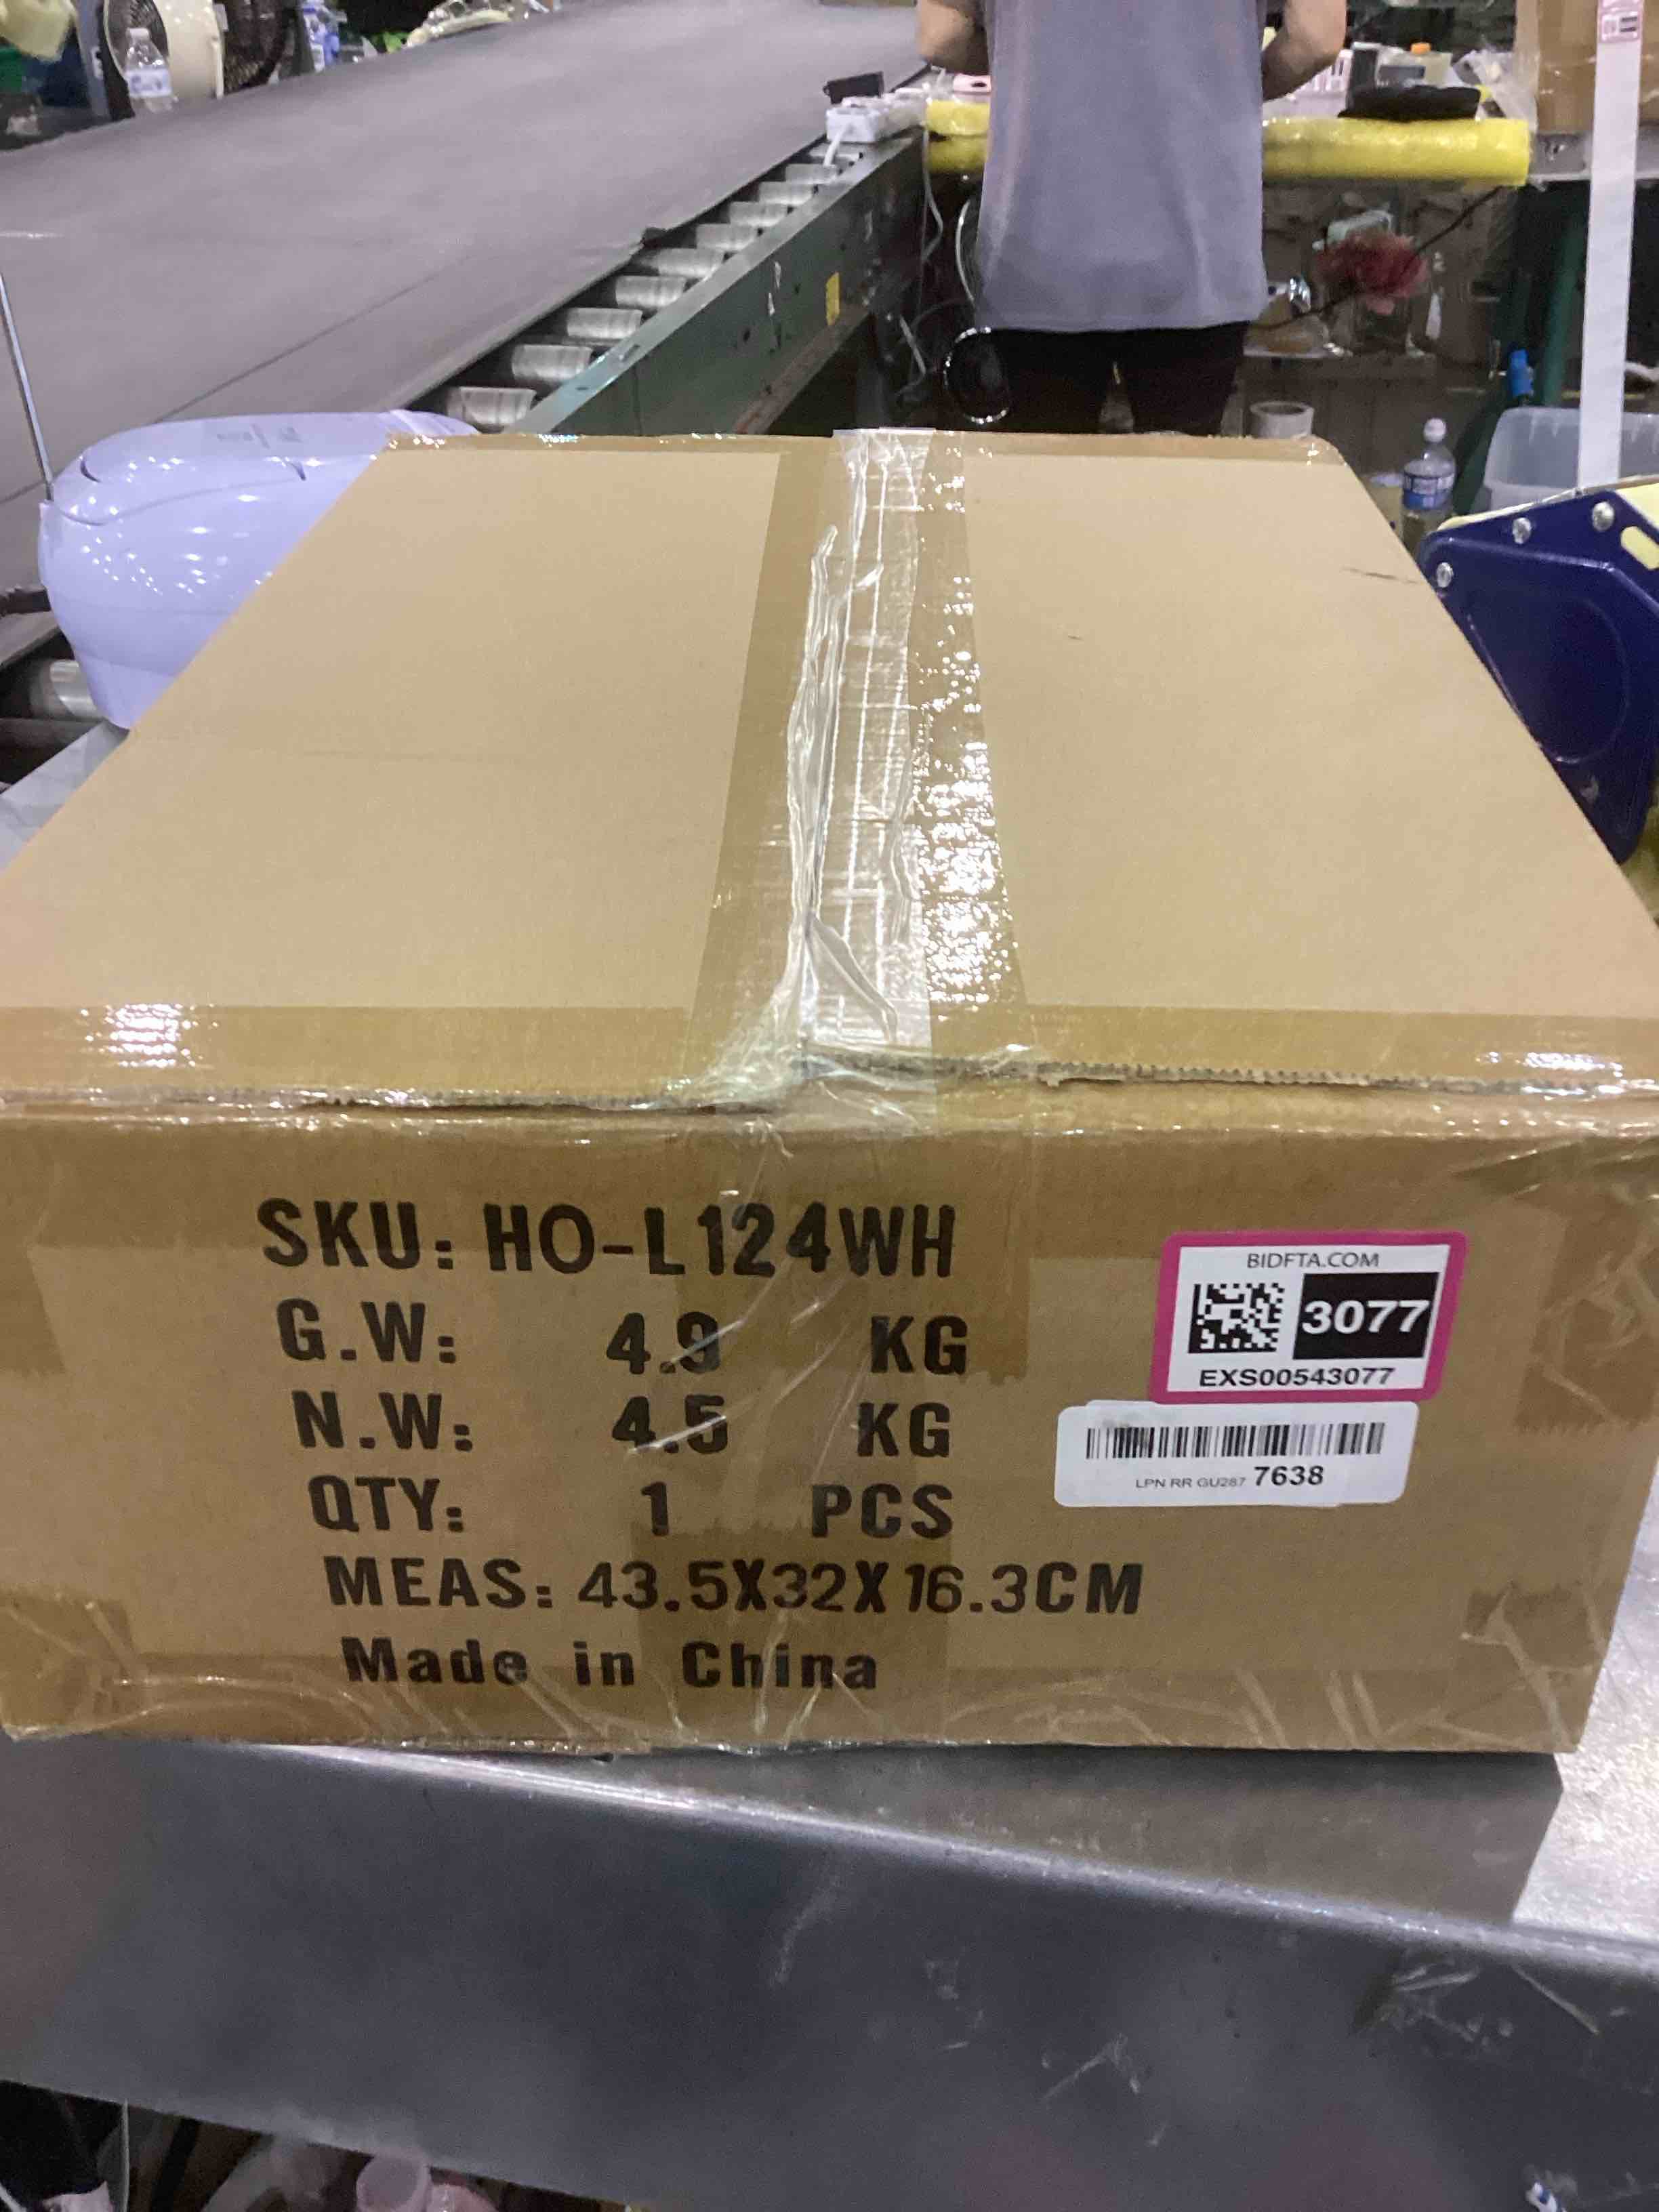 SKU: HO-L124WH
G.W: 4.9 KG
N.W: 4.5 KG
QTY: 1 PCS
MEAS: 43.5X32X16.3CM
Made in China
BIDFTA.COM
3077
EXS00543077
LPN RR GU287 7638